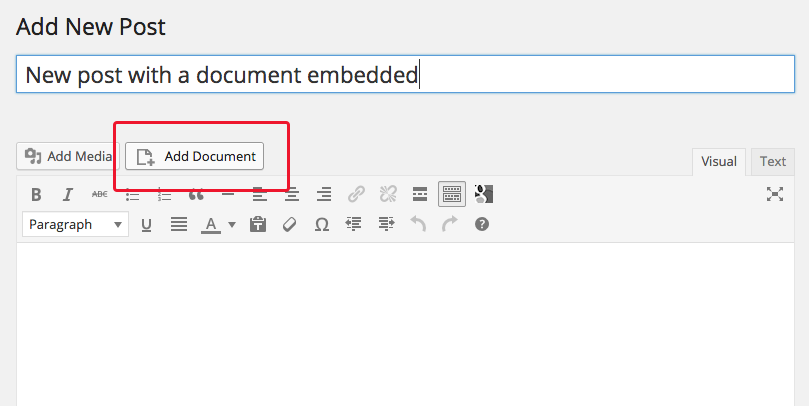 Add New Post
New post with a document embedded
Add Media Add Document Visual Text
B I ABC
Paragraph U A T Ω ?